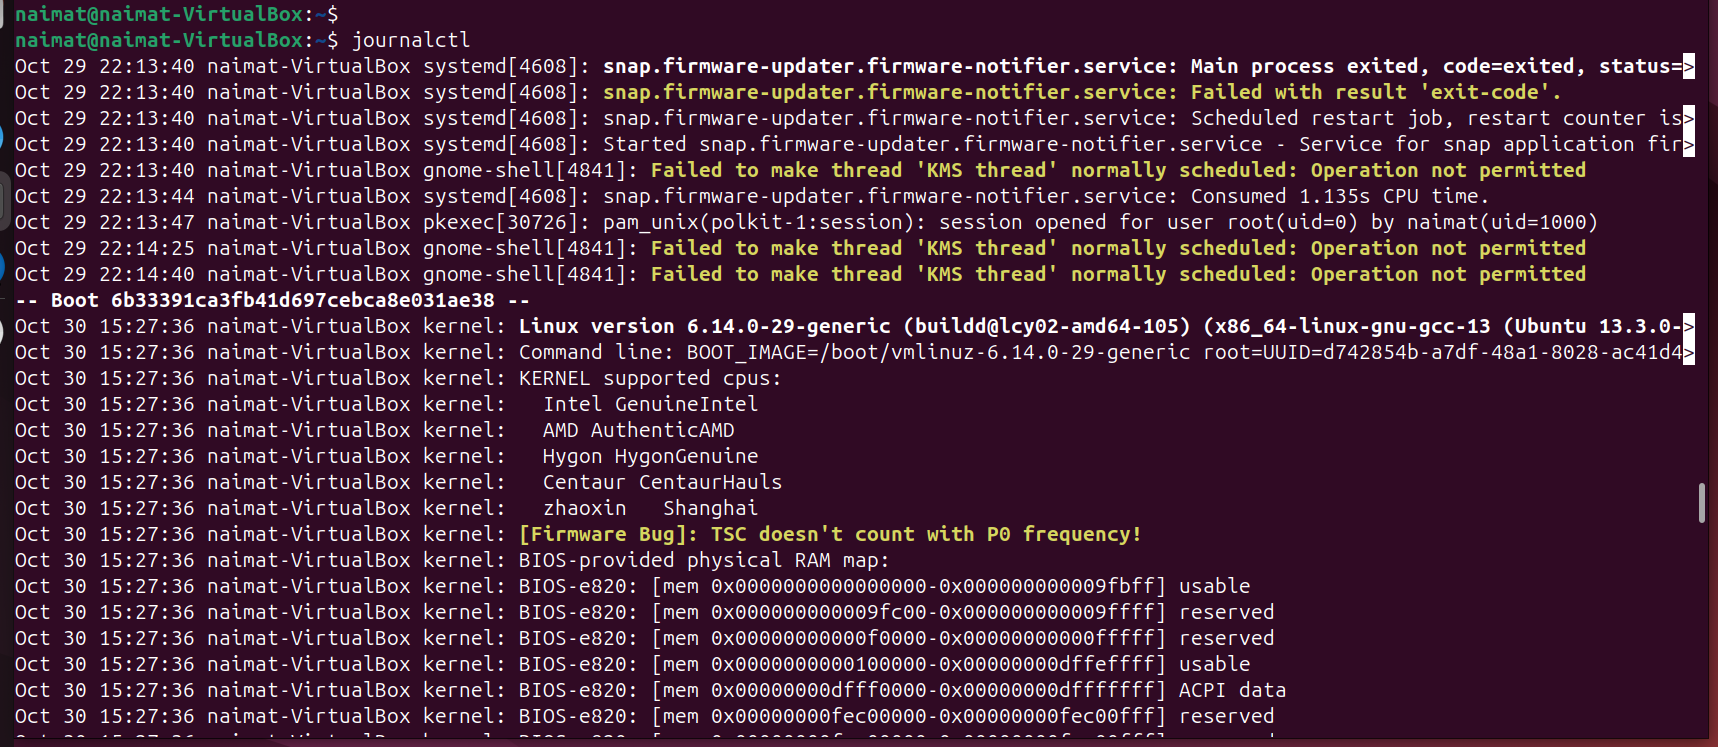 naimat@naimat-VirtualBox:~$
naimat@naimat-VirtualBox:~$ journalctl
Oct 29 22:13:40 naimat-VirtualBox systemd[4608]: snap.firmware-updater.firmware-notifier.service: Main process exited, code=exited, status=>
Oct 29 22:13:40 naimat-VirtualBox systemd[4608]: snap.firmware-updater.firmware-notifier.service: Failed with result 'exit-code'.
Oct 29 22:13:40 naimat-VirtualBox systemd[4608]: snap.firmware-updater.firmware-notifier.service: Scheduled restart job, restart counter is>
Oct 29 22:13:40 naimat-VirtualBox systemd[4608]: Started snap.firmware-updater.firmware-notifier.service - Service for snap application fir>
Oct 29 22:13:40 naimat-VirtualBox gnome-shell[4841]: Failed to make thread 'KMS thread' normally scheduled: Operation not permitted
Oct 29 22:13:44 naimat-VirtualBox systemd[4608]: snap.firmware-updater.firmware-notifier.service: Consumed 1.135s CPU time.
Oct 29 22:13:47 naimat-VirtualBox pkexec[30726]: pam_unix(polkit-1:session): session opened for user root(uid=0) by naimat(uid=1000)
Oct 29 22:14:25 naimat-VirtualBox gnome-shell[4841]: Failed to make thread 'KMS thread' normally scheduled: Operation not permitted
Oct 29 22:14:40 naimat-VirtualBox gnome-shell[4841]: Failed to make thread 'KMS thread' normally scheduled: Operation not permitted
-- Boot 6b33391ca3fb41d697cebca8e031ae38 --
Oct 30 15:27:36 naimat-VirtualBox kernel: Linux version 6.14.0-29-generic (buildd@lcy02-amd64-105) (x86_64-linux-gnu-gcc-13 (Ubuntu 13.3.0->
Oct 30 15:27:36 naimat-VirtualBox kernel: Command line: BOOT_IMAGE=/boot/vmlinuz-6.14.0-29-generic root=UUID=d742854b-a7df-48a1-8028-ac41d4>
Oct 30 15:27:36 naimat-VirtualBox kernel: KERNEL supported cpus:
Oct 30 15:27:36 naimat-VirtualBox kernel:   Intel GenuineIntel
Oct 30 15:27:36 naimat-VirtualBox kernel:   AMD AuthenticAMD
Oct 30 15:27:36 naimat-VirtualBox kernel:   Hygon HygonGenuine
Oct 30 15:27:36 naimat-VirtualBox kernel:   Centaur CentaurHauls
Oct 30 15:27:36 naimat-VirtualBox kernel:   zhaoxin   Shanghai
Oct 30 15:27:36 naimat-VirtualBox kernel: [Firmware Bug]: TSC doesn't count with P0 frequency!
Oct 30 15:27:36 naimat-VirtualBox kernel: BIOS-provided physical RAM map:
Oct 30 15:27:36 naimat-VirtualBox kernel: BIOS-e820: [mem 0x0000000000000000-0x000000000009fbff] usable
Oct 30 15:27:36 naimat-VirtualBox kernel: BIOS-e820: [mem 0x000000000009fc00-0x000000000009ffff] reserved
Oct 30 15:27:36 naimat-VirtualBox kernel: BIOS-e820: [mem 0x00000000000f0000-0x00000000000fffff] reserved
Oct 30 15:27:36 naimat-VirtualBox kernel: BIOS-e820: [mem 0x0000000000100000-0x00000000dffeffff] usable
Oct 30 15:27:36 naimat-VirtualBox kernel: BIOS-e820: [mem 0x00000000dfff0000-0x00000000dfffffff] ACPI data
Oct 30 15:27:36 naimat-VirtualBox kernel: BIOS-e820: [mem 0x00000000fec00000-0x00000000fec00fff] reserved